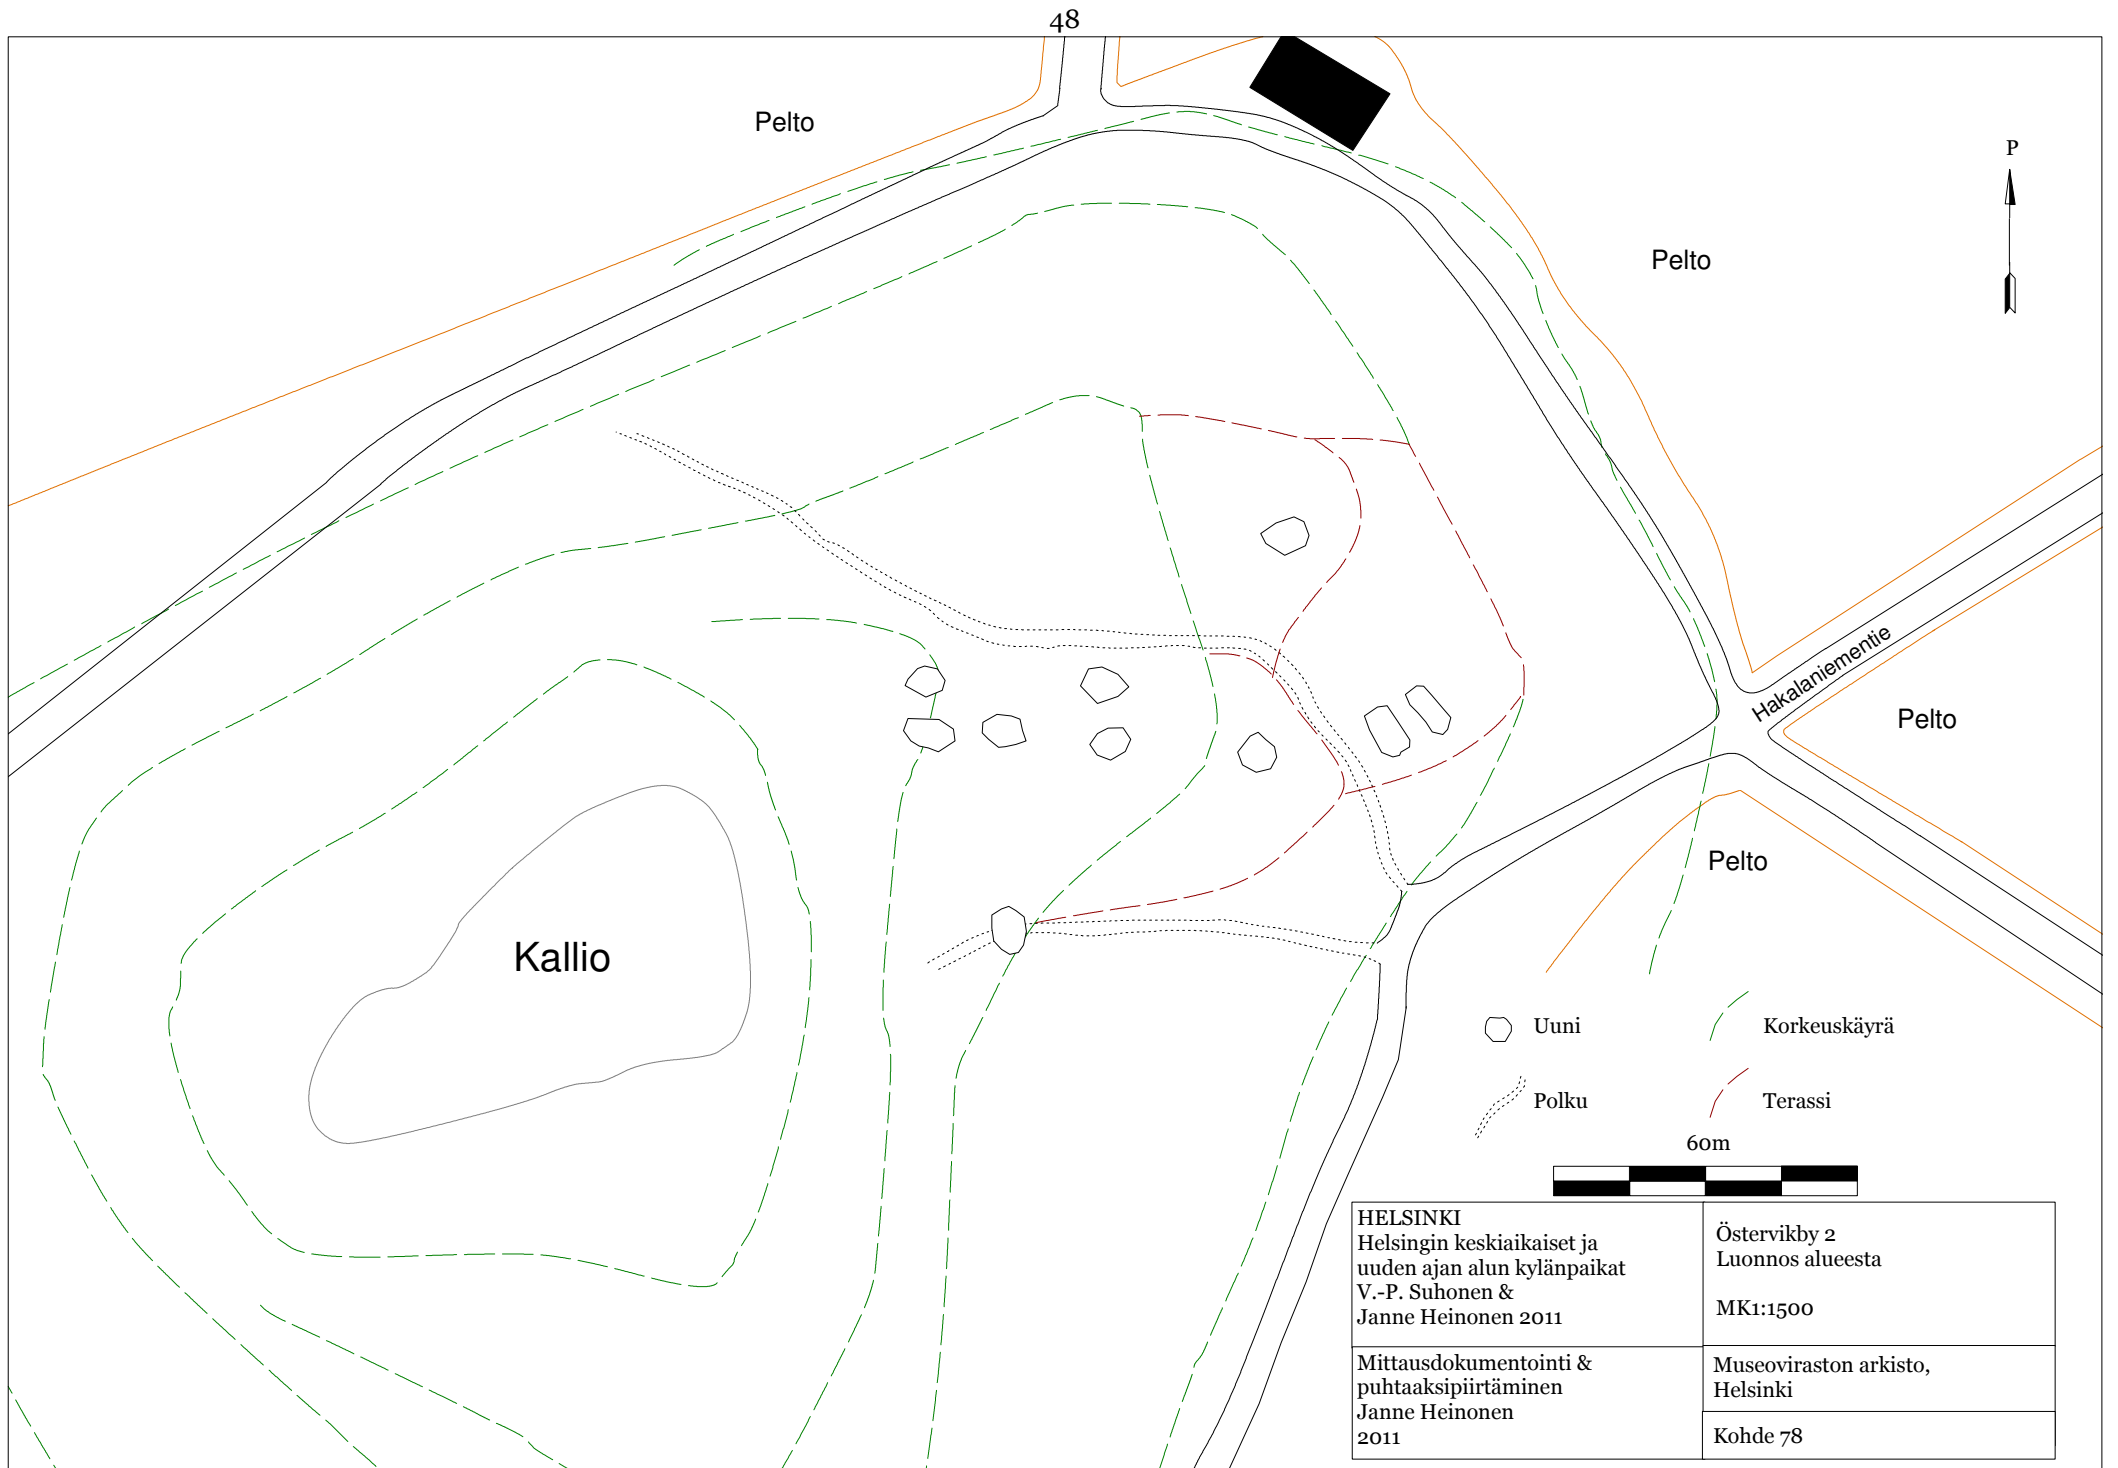 48
Pelto
P
Pelto
Hakalaniementie
Pelto
Pelto
Kallio
Uuni
Korkeuskäyrä
Polku
Terassi
60m
HELSINKI
Helsingin keskiaikaiset ja
uuden ajan alun kylänpaikat
V.-P. Suhonen &
Janne Heinonen 2011
Östervikby 2
Luonnos alueesta
MK1:1500
Mittausdokumentointi &
puhtaaksipiirtäminen
Janne Heinonen
2011
Museoviraston arkisto,
Helsinki
Kohde 78